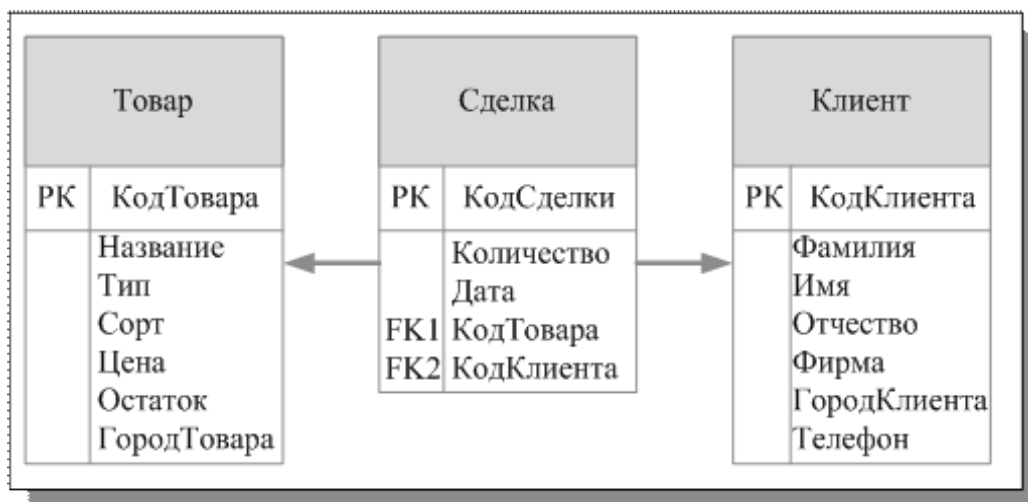 Товар
PK КодТовара
Название
Тип
Сорт
Цена
Остаток
ГородТовара
Сделка
PK КодСделки
Количество
Дата
FK1 КодТовара
FK2 КодКлиента
Клиент
PK КодКлиента
Фамилия
Имя
Отчество
Фирма
ГородКлиента
Телефон